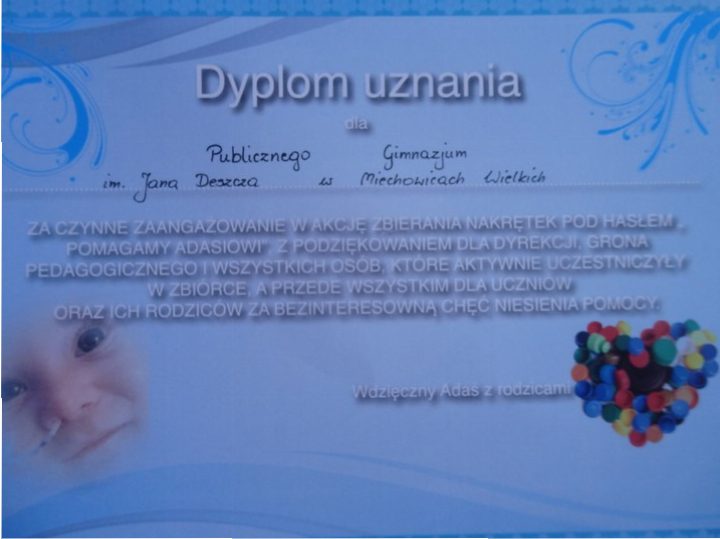 Dyplom uznania
dla
Publicznego Gimnazjum
im. Jana Deszcza w Miechowicach Wielkich
ZA CZYNNE ZAANGAŻOWANIE W AKCJĘ ZBIERANIA NAKRĘTEK POD HASŁEM „
POMAGAMY ADASIOWI" Z PODZIĘKOWANIEM DLA DYREKCJI, GRONA
PEDAGOGICZNEGO I WSZYSTKICH OSÓB, KTÓRE AKTYWNIE UCZESTNICZYŁY
W ZBIÓRCE, A PRZEDE WSZYSTKIM DLA UCZNIÓW
ORAZ ICH RODZICÓW ZA BEZINTERESOWNĄ CHĘĆ NIESIENIA POMOCY.
Wdzięczny Adaś z rodzicami